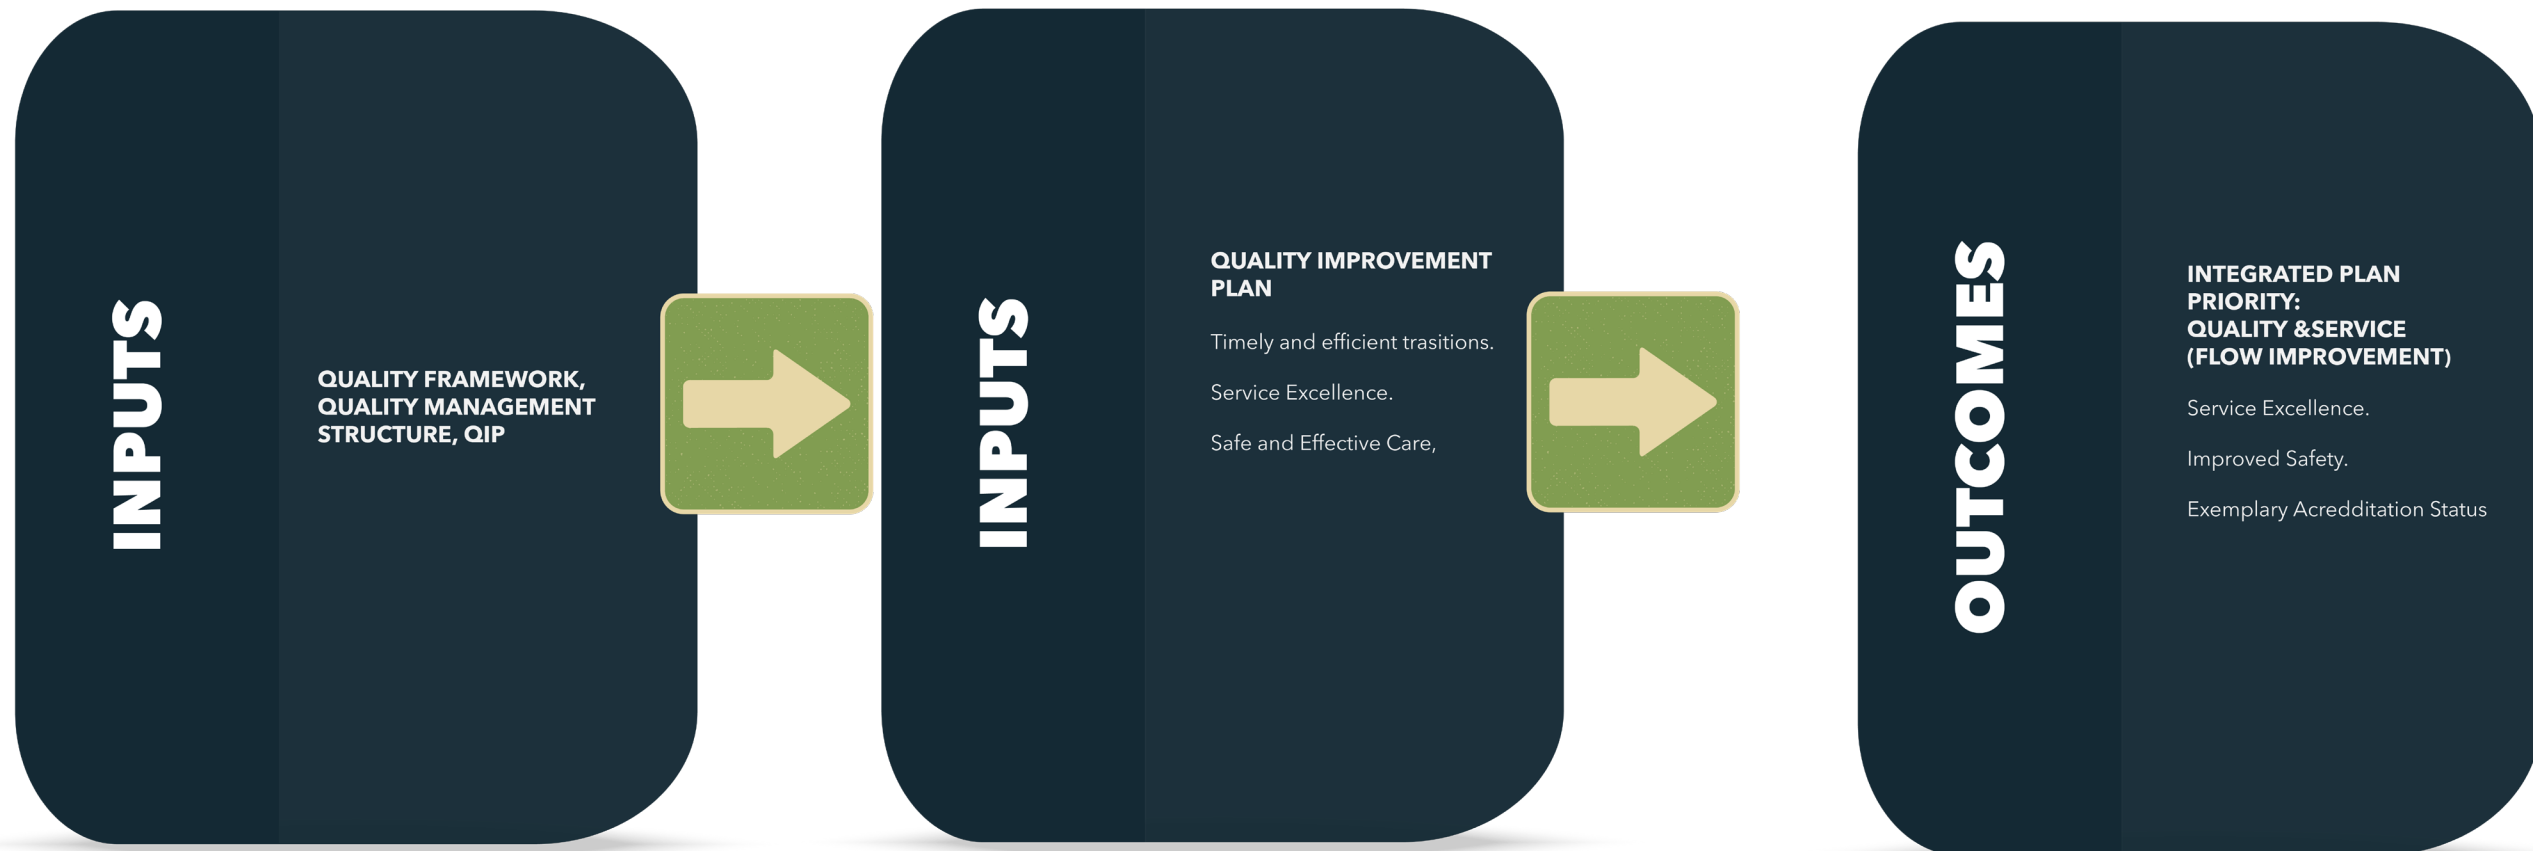 INPUTS
QUALITY FRAMEWORK,
QUALITY MANAGEMENT
STRUCTURE, QIP
INPUTS
QUALITY IMPROVEMENT
PLAN
Timely and efficient trasitions.
Service Excellence.
Safe and Effective Care,
OUTCOMES
INTEGRATED PLAN
PRIORITY:
QUALITY &SERVICE
(FLOW IMPROVEMENT)
Service Excellence.
Improved Safety.
Exemplary Acredditation Status